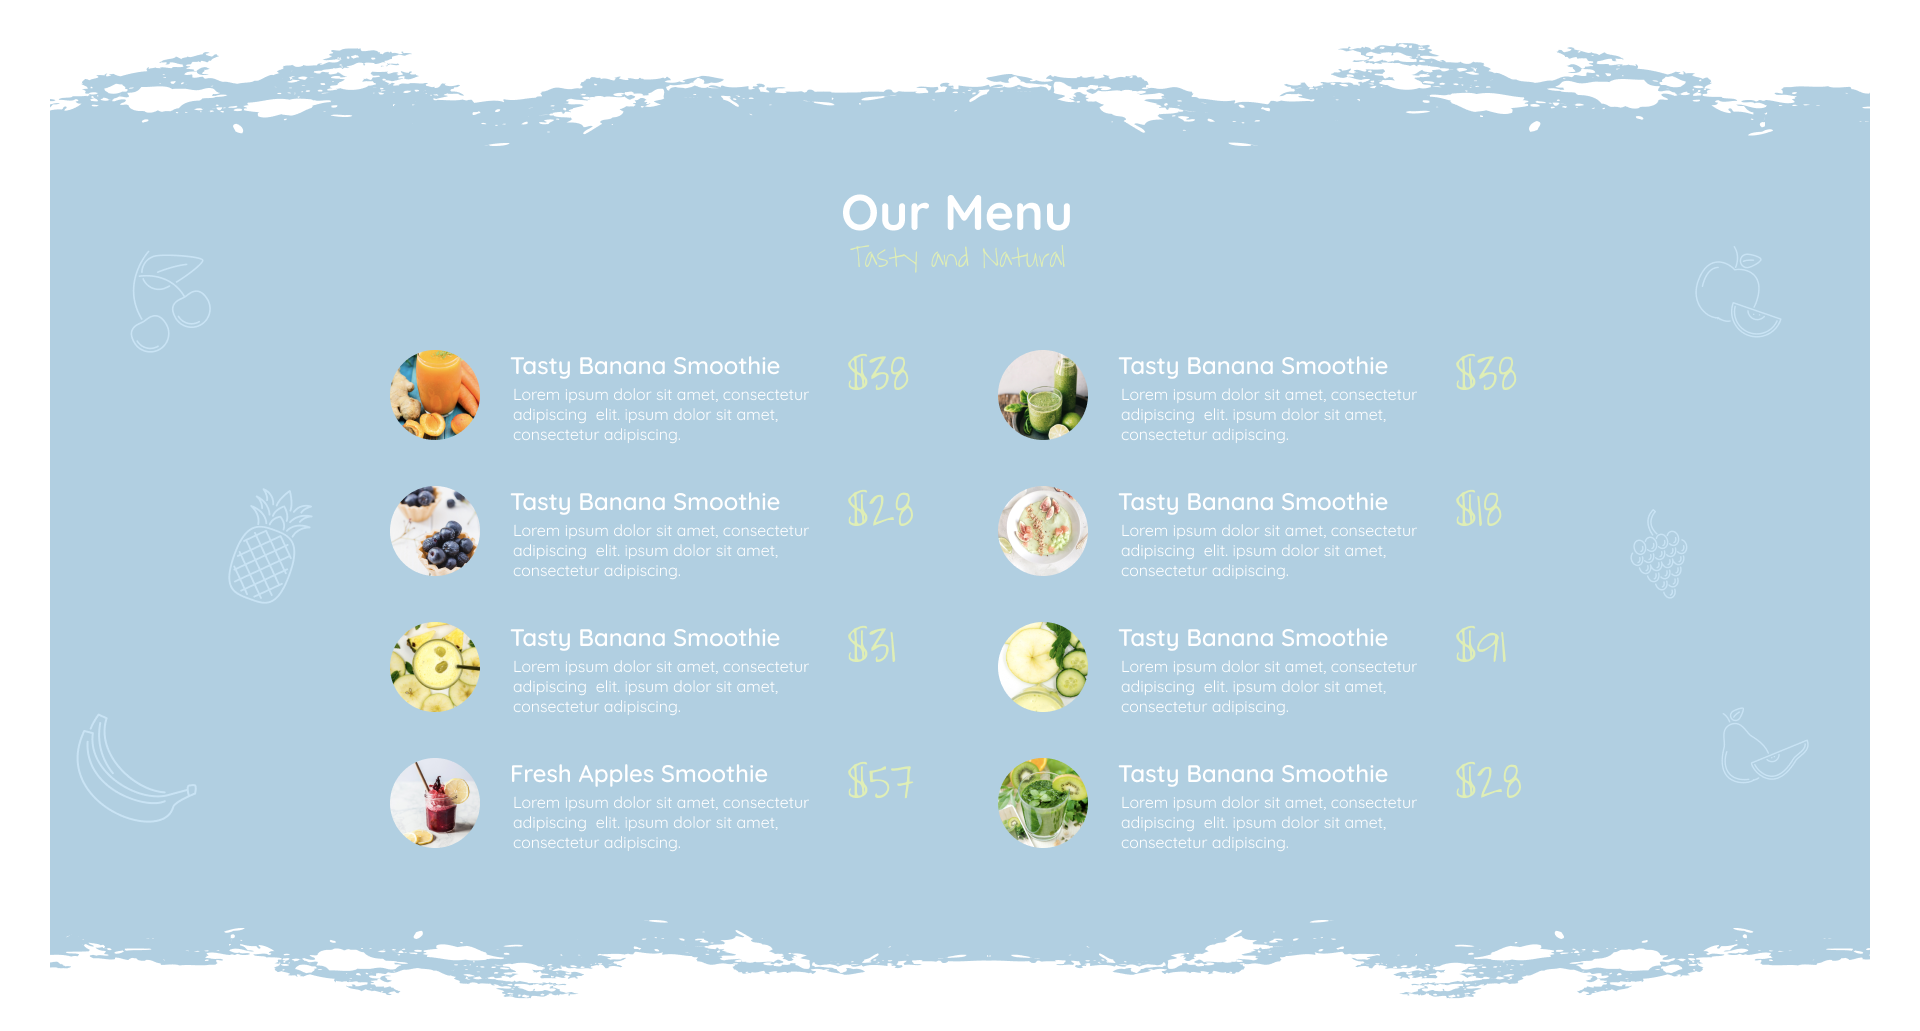 Our Menu
Tasty and Natural
Tasty Banana Smoothie $38
Lorem ipsum dolor sit amet, consectetur
adipiscing elit. ipsum dolor sit amet,
consectetur adipiscing.
Tasty Banana Smoothie $28
Lorem ipsum dolor sit amet, consectetur
adipiscing elit. ipsum dolor sit amet,
consectetur adipiscing.
Tasty Banana Smoothie $31
Lorem ipsum dolor sit amet, consectetur
adipiscing elit. ipsum dolor sit amet,
consectetur adipiscing.
Fresh Apples Smoothie $57
Lorem ipsum dolor sit amet, consectetur
adipiscing elit. ipsum dolor sit amet,
consectetur adipiscing.
Tasty Banana Smoothie $38
Lorem ipsum dolor sit amet, consectetur
adipiscing elit. ipsum dolor sit amet,
consectetur adipiscing.
Tasty Banana Smoothie $18
Lorem ipsum dolor sit amet, consectetur
adipiscing elit. ipsum dolor sit amet,
consectetur adipiscing.
Tasty Banana Smoothie $91
Lorem ipsum dolor sit amet, consectetur
adipiscing elit. ipsum dolor sit amet,
consectetur adipiscing.
Tasty Banana Smoothie $28
Lorem ipsum dolor sit amet, consectetur
adipiscing elit. ipsum dolor sit amet,
consectetur adipiscing.